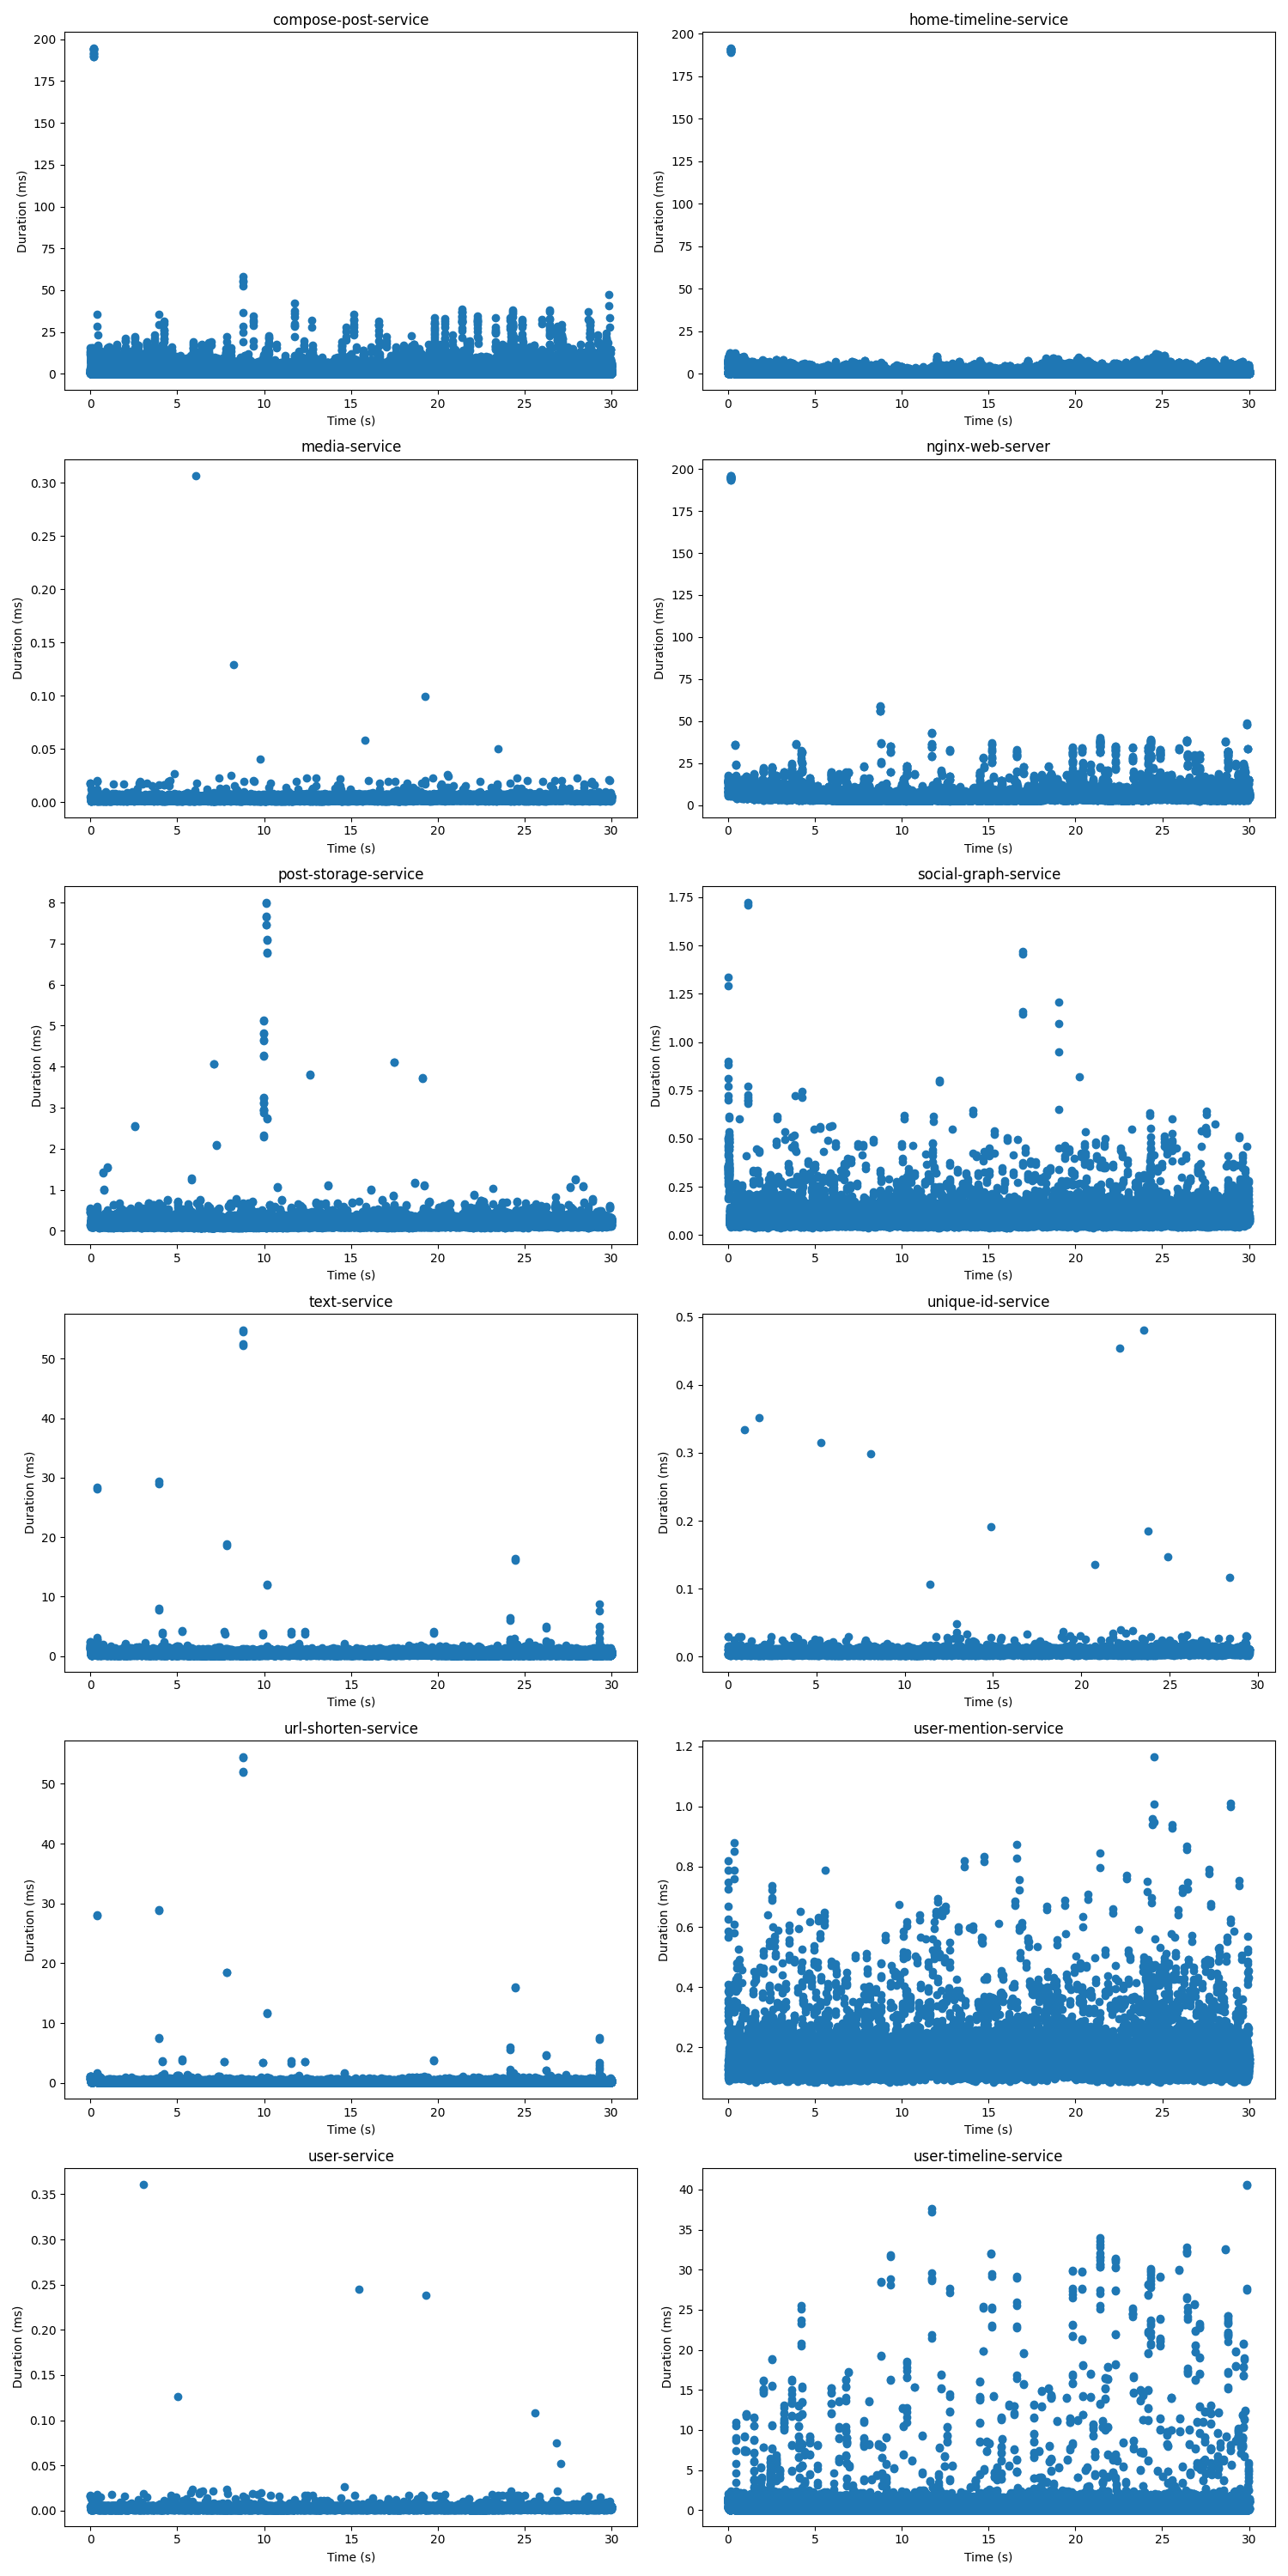 compose-post-service
200
175
150
125
100
75
50
25
0
Duration (ms)
0 5 10 15 20 25 30
Time (s)
home-timeline-service
200
175
150
125
100
75
50
25
0
Duration (ms)
0 5 10 15 20 25 30
Time (s)
media-service
0.30
0.25
0.20
0.15
0.10
0.05
0.00
Duration (ms)
0 5 10 15 20 25 30
Time (s)
nginx-web-server
200
175
150
125
100
75
50
25
0
Duration (ms)
0 5 10 15 20 25 30
Time (s)
post-storage-service
8
7
6
5
4
3
2
1
0
Duration (ms)
0 5 10 15 20 25 30
Time (s)
social-graph-service
1.75
1.50
1.25
1.00
0.75
0.50
0.25
0.00
Duration (ms)
0 5 10 15 20 25 30
Time (s)
text-service
50
40
30
20
10
0
Duration (ms)
0 5 10 15 20 25 30
Time (s)
unique-id-service
0.5
0.4
0.3
0.2
0.1
0.0
Duration (ms)
0 5 10 15 20 25 30
Time (s)
url-shorten-service
50
40
30
20
10
0
Duration (ms)
0 5 10 15 20 25 30
Time (s)
user-mention-service
1.2
1.0
0.8
0.6
0.4
0.2
Duration (ms)
0 5 10 15 20 25 30
Time (s)
user-service
0.35
0.30
0.25
0.20
0.15
0.10
0.05
0.00
Duration (ms)
0 5 10 15 20 25 30
Time (s)
user-timeline-service
40
35
30
25
20
15
10
5
0
Duration (ms)
0 5 10 15 20 25 30
Time (s)